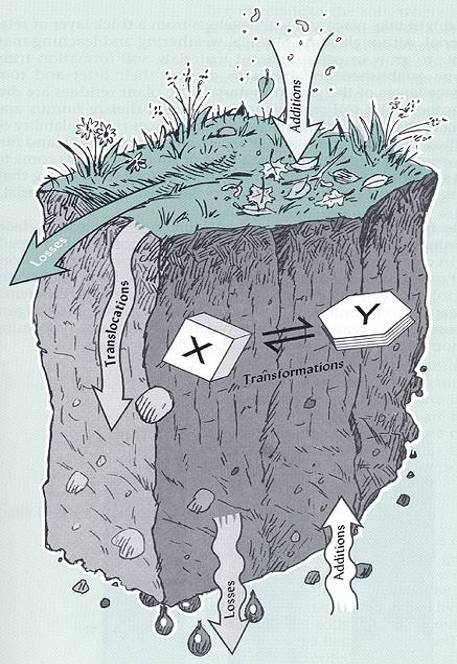 Additions
Losses
Translocations
X
Y
Transformations
Losses
Additions